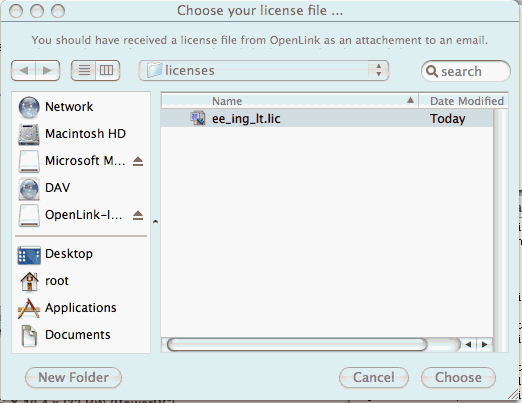 Choose your license file ...
You should have received a license file from OpenLink as an attachement to an email.
licenses
search
Name Date Modified
Network
ee_ing_lt.lic Today
Macintosh HD
Microsoft M...
DAV
OpenLink-l...
Desktop
root
Applications
Documents
New Folder Cancel Choose